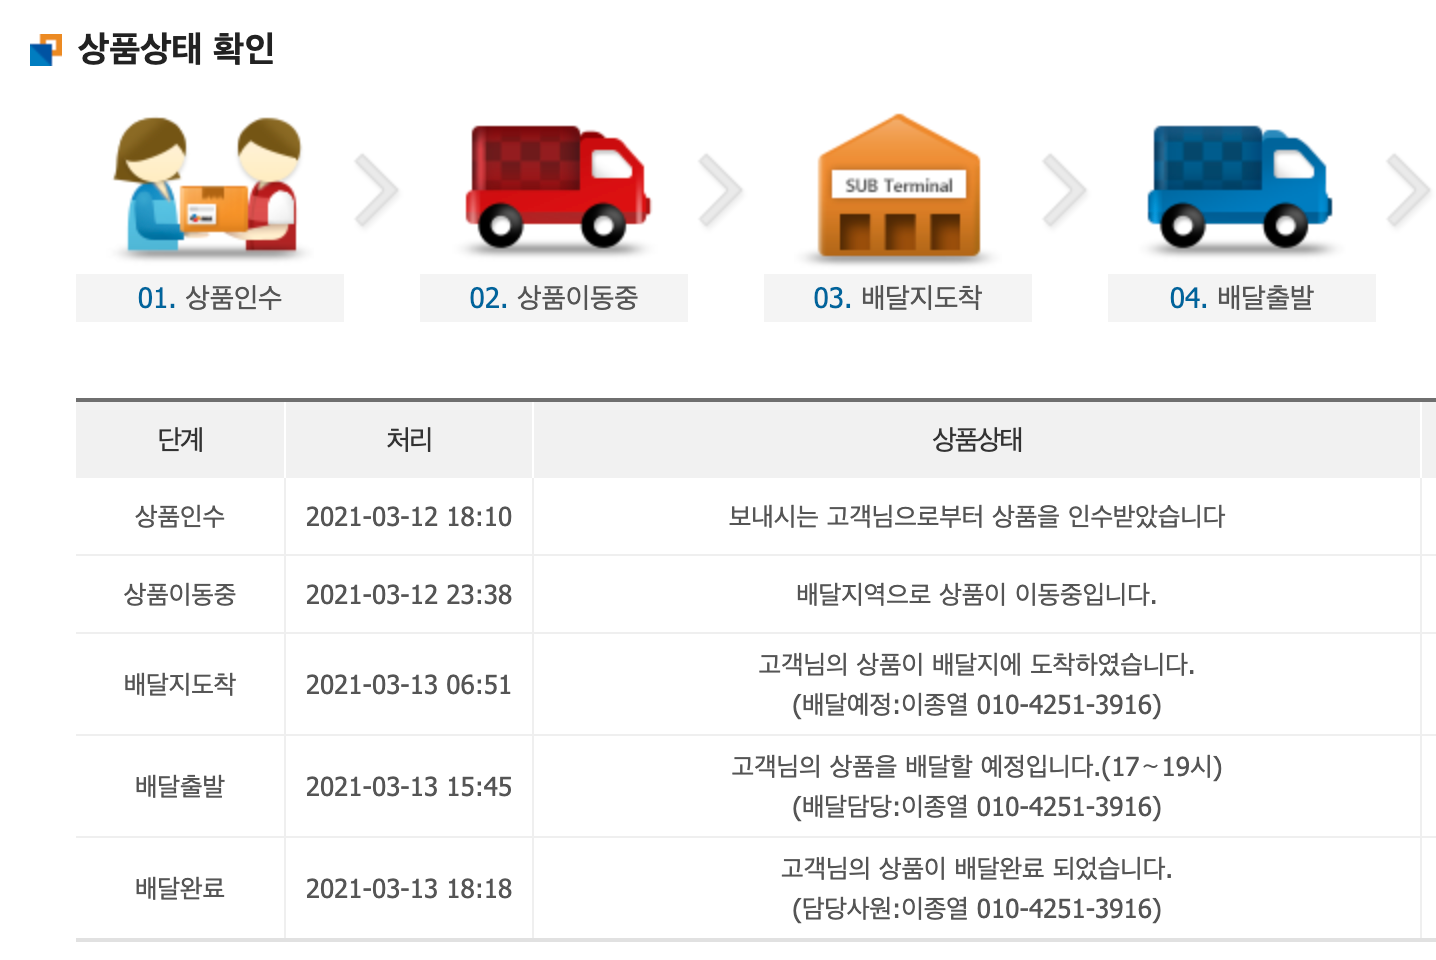 상품상태 확인
SUB Terminal
01. 상품인수
02. 상품이동중
03. 배달지도착
04. 배달출발
단계 처리 상품상태
상품인수 2021-03-12 18:10 보내시는 고객님으로부터 상품을 인수받았습니다
상품이동중 2021-03-12 23:38 배달지역으로 상품이 이동중입니다.
배달지도착 2021-03-13 06:51 고객님의 상품이 배달지에 도착하였습니다.
(배달예정:이종열 010-4251-3916)
배달출발 2021-03-13 15:45 고객님의 상품을 배달할 예정입니다.(17~19시)
(배달담당:이종열 010-4251-3916)
배달완료 2021-03-13 18:18 고객님의 상품이 배달완료 되었습니다.
(담당사원:이종열 010-4251-3916)